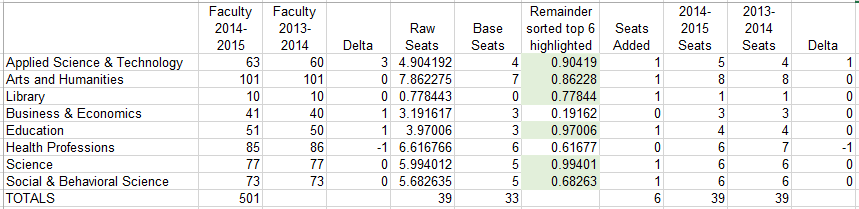 Faculty Faculty Remainder 2014- 2013-
2014- 2013- Raw Base sorted top 6 Seats 2015 2014
2015 2014 Delta Seats Seats highlighted Added Seats Seats Delta
Applied Science & Technology 63 60 3 4.904192 4 0.90419 1 5 4 1
Arts and Humanities 101 101 0 7.862275 7 0.86228 1 8 8 0
Library 10 10 0 0.778443 0 0.77844 1 1 1 0
Business & Economics 41 40 1 3.191617 3 0.19162 0 3 3 0
Education 51 50 1 3.97006 3 0.97006 1 4 4 0
Health Professions 85 86 -1 6.616766 6 0.61677 0 6 7 -1
Science 77 77 0 5.994012 5 0.99401 1 6 6 0
Social & Behavioral Science 73 73 0 5.682635 5 0.68263 1 6 6 0
TOTALS 501 39 33 6 39 39